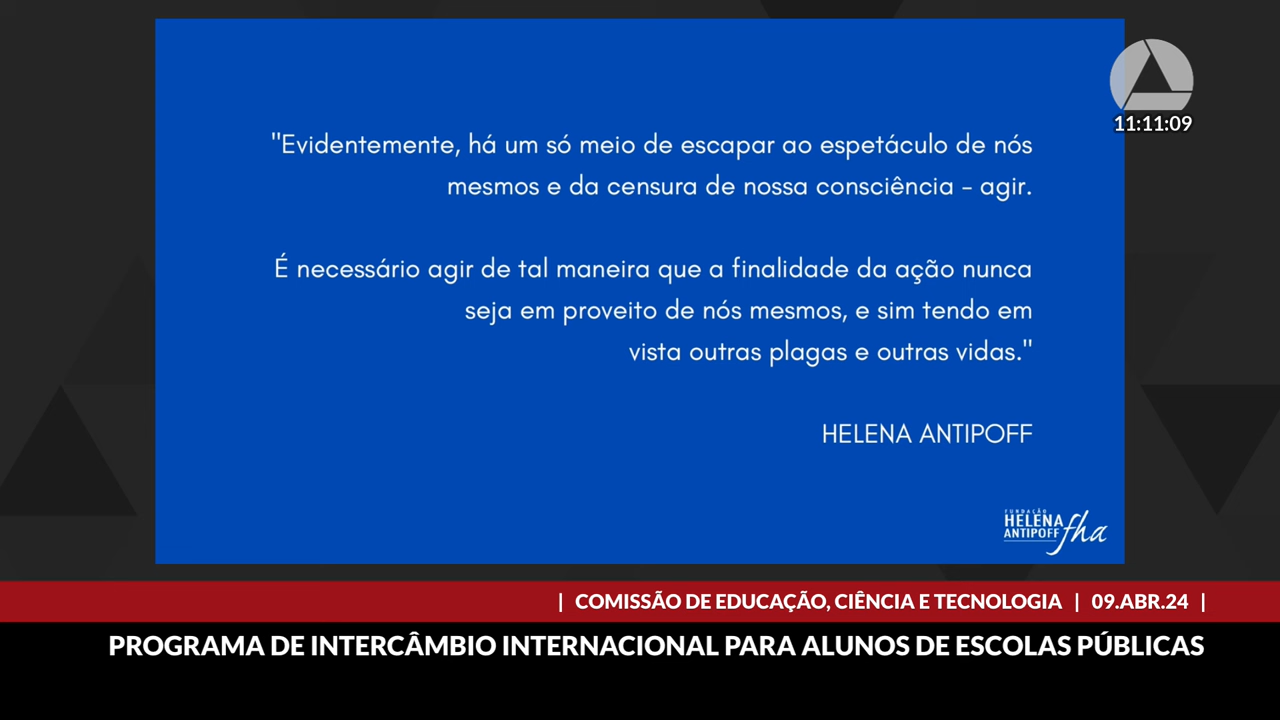 11:11:09
"Evidentemente, há um só meio de escapar ao espetáculo de nós
mesmos e da censura de nossa consciência - agir.
É necessário agir de tal maneira que a finalidade da ação nunca
seja em proveito de nós mesmos, e sim tendo em
vista outras plagas e outras vidas."
HELENA ANTIPOFF
FUNDAÇÃO
HELENA
ANTIPOFF
fha
| COMISSÃO DE EDUCAÇÃO, CIÊNCIA E TECNOLOGIA | 09.ABR.24 |
PROGRAMA DE INTERCÂMBIO INTERNACIONAL PARA ALUNOS DE ESCOLAS PÚBLICAS